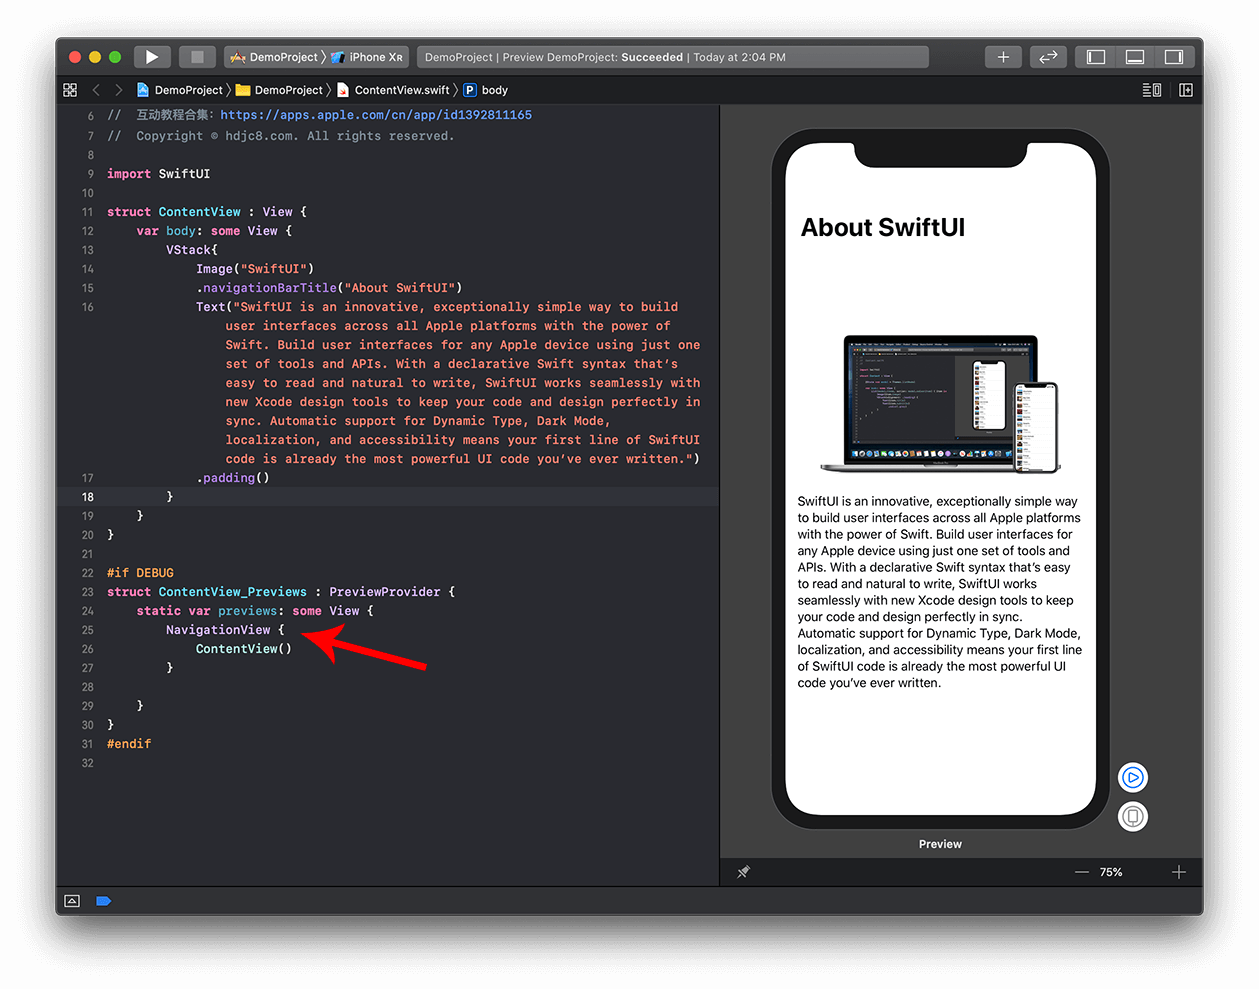 DemoProject 〉 iPhone XR
DemoProject | Preview DemoProject: Succeeded | Today at 2:04 PM
DemoProject 〉 DemoProject 〉 ContentView.swift 〉 P body
6 // 互动教程合集: https://apps.apple.com/cn/app/id1392811165
7 // Copyright © hdjc8.com. All rights reserved.
8
9 import SwiftUI
10
11 struct ContentView : View {
12 var body: some View {
13 VStack{
14 Image("SwiftUI")
15 .navigationBarTitle("About SwiftUI")
16 Text("SwiftUI is an innovative, exceptionally simple way to build
user interfaces across all Apple platforms with the power of
Swift. Build user interfaces for any Apple device using just one
set of tools and APIs. With a declarative Swift syntax that’s
easy to read and natural to write, SwiftUI works seamlessly with
new Xcode design tools to keep your code and design perfectly in
sync. Automatic support for Dynamic Type, Dark Mode,
localization, and accessibility means your first line of SwiftUI
code is already the most powerful UI code you’ve ever written.")
17 .padding()
18 }
19 }
20 }
21
22 #if DEBUG
23 struct ContentView_Previews : PreviewProvider {
24 static var previews: some View {
25 NavigationView {
26 ContentView()
27 }
28
29 }
30 }
31 #endif
32
About SwiftUI
SwiftUI is an innovative, exceptionally simple way
to build user interfaces across all Apple platforms
with the power of Swift. Build user interfaces for
any Apple device using just one set of tools and
APIs. With a declarative Swift syntax that’s easy
to read and natural to write, SwiftUI works
seamlessly with new Xcode design tools to keep
your code and design perfectly in sync.
Automatic support for Dynamic Type, Dark Mode,
localization, and accessibility means your first line
of SwiftUI code is already the most powerful UI
code you’ve ever written.
Preview
75%